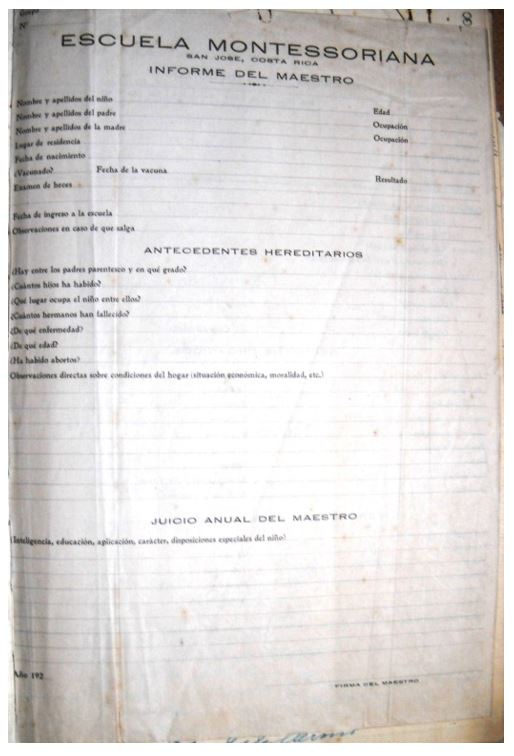 Grupo
Nº
8
ESCUELA MONTESSORIANA
SAN JOSE, COSTA RICA
INFORME DEL MAESTRO
Nombre y apellidos del niño
Nombre y apellidos del padre Edad
Nombre y apellidos de la madre Ocupación
Lugar de residencia Ocupación
Fecha de nacimiento
¿Vacunado? Fecha de la vacuna
Examen de heces Resultado
Fecha de ingreso a la escuela
Observaciones en caso de que salga
ANTECEDENTES HEREDITARIOS
¿Hay entre los padres parentesco y en qué grado?
¿Cuántos hijos ha habido?
¿Qué lugar ocupa el niño entre ellos?
¿Cuántos hermanos han fallecido?
¿De qué enfermedad?
¿De qué edad?
¿Ha habido abortos?
Observaciones directas sobre condiciones del hogar (situación económica, moralidad, etc.)
JUICIO ANUAL DEL MAESTRO
(Inteligencia, educación, aplicación, carácter, disposiciones especiales del niño)
Año 192
FIRMA DEL MAESTRO